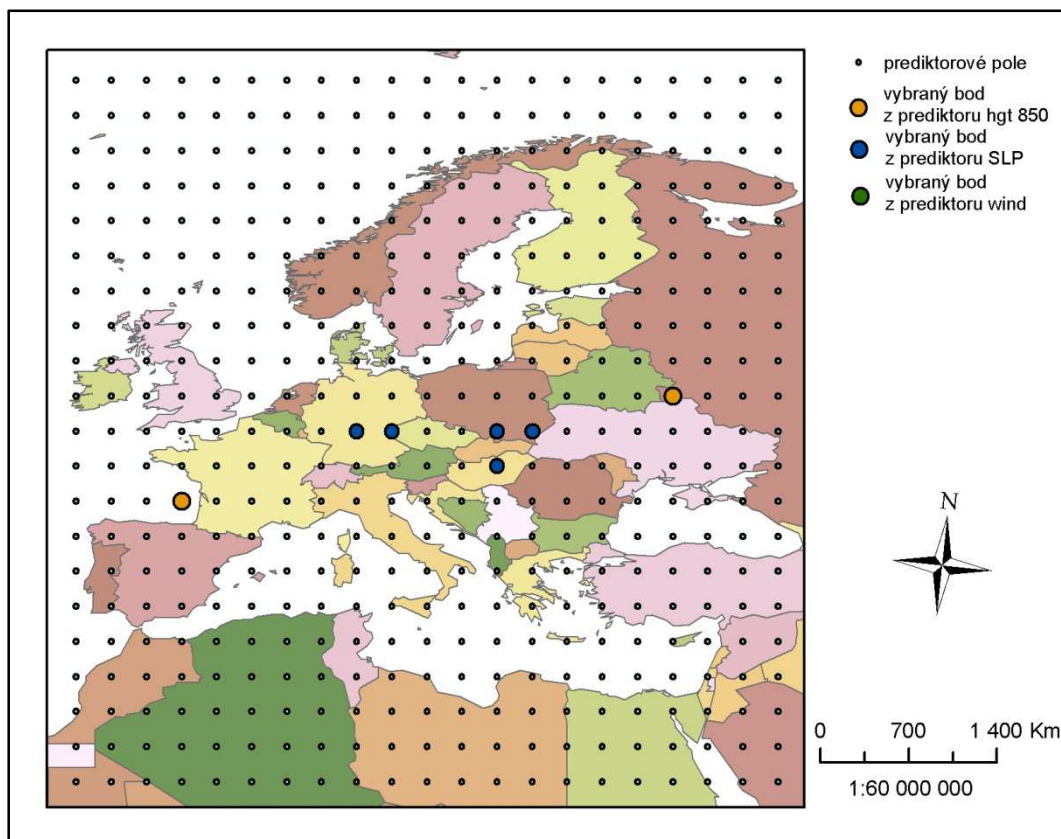 prediktorové pole
vybraný bod
z prediktoru hgt 850
vybraný bod
z prediktoru SLP
vybraný bod
z prediktoru wind
N
0 700 1 400 Km
1:60 000 000